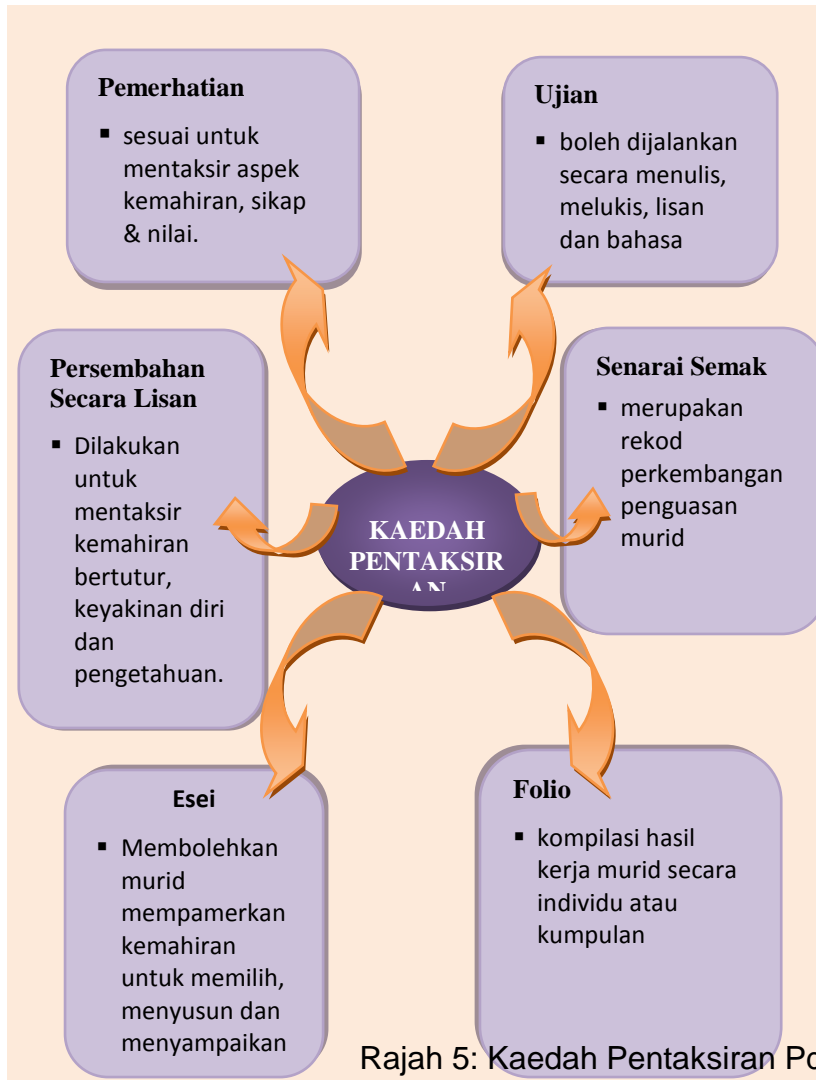 Pemerhatian
▪ sesuai untuk
mentaksir aspek
kemahiran, sikap
& nilai.
Ujian
▪ boleh dijalankan
secara menulis,
melukis, lisan
dan bahasa
Persembahan
Secara Lisan
▪ Dilakukan
untuk
mentaksir
kemahiran
bertutur,
keyakinan diri
dan
pengetahuan.
Senarai Semak
▪ merupakan
rekod
perkembangan
penguasan
murid
KAEDAH
PENTAKSIR
AN
Esei
▪ Membolehkan
murid
mempamerkan
kemahiran
untuk memilih,
menyusun dan
menyampaikan
Folio
▪ kompilasi hasil
kerja murid secara
individu atau
kumpulan
Rajah 5: Kaedah Pentaksiran